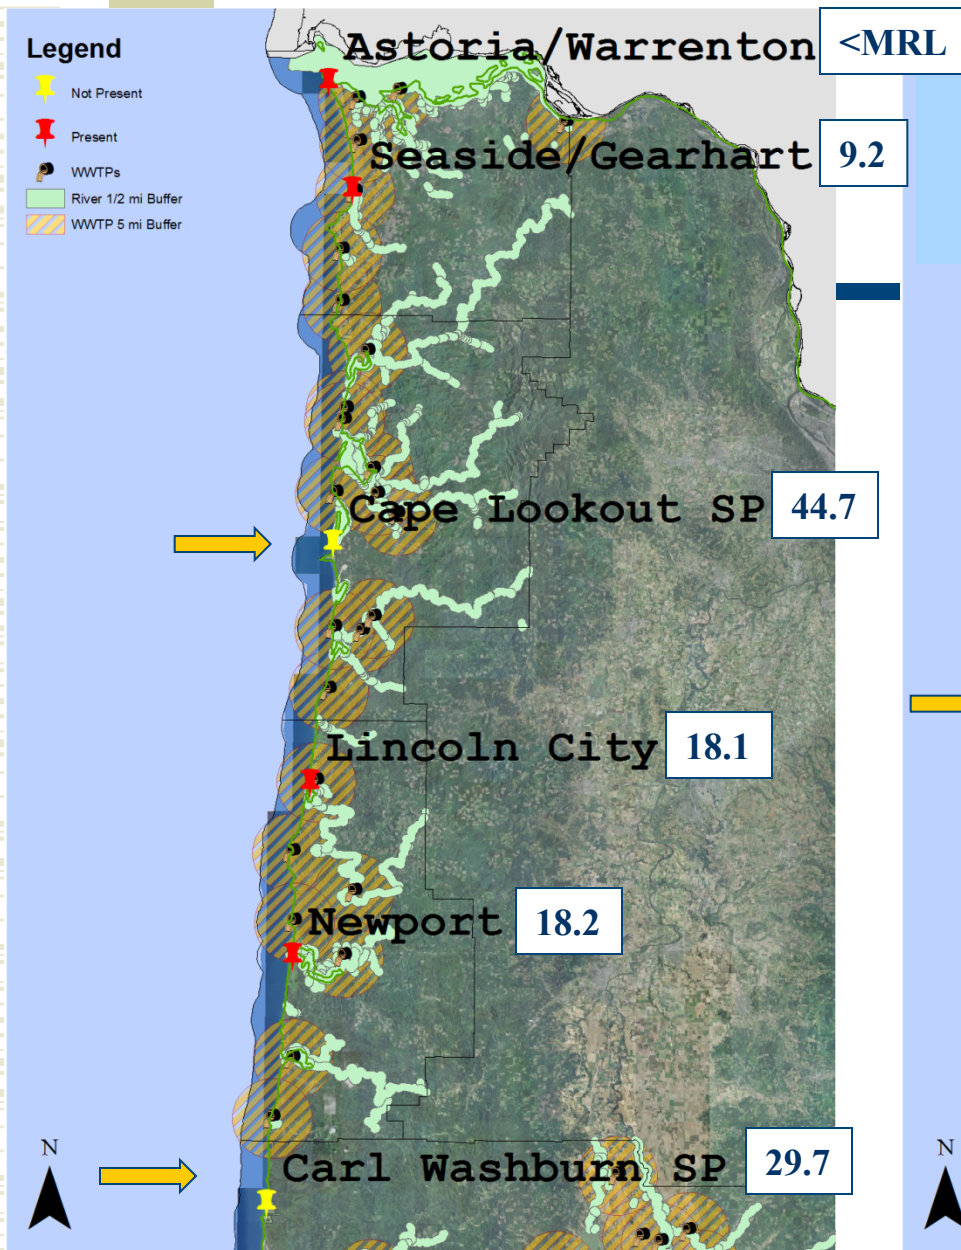 Legend
Not Present
Present
WWTPs
River 1/2 mi Buffer
WWTP 5 mi Buffer
Astoria/Warrenton <MRL
Seaside/Gearhart 9.2
Cape Lookout SP 44.7
Lincoln City 18.1
Newport 18.2
Carl Washburn SP 29.7
N
N